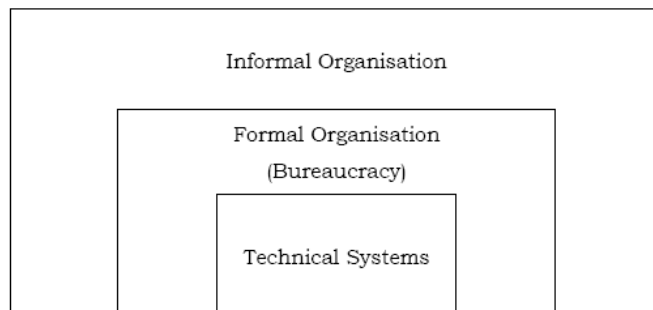 Informal Organisation
Formal Organisation
(Bureaucracy)
Technical Systems